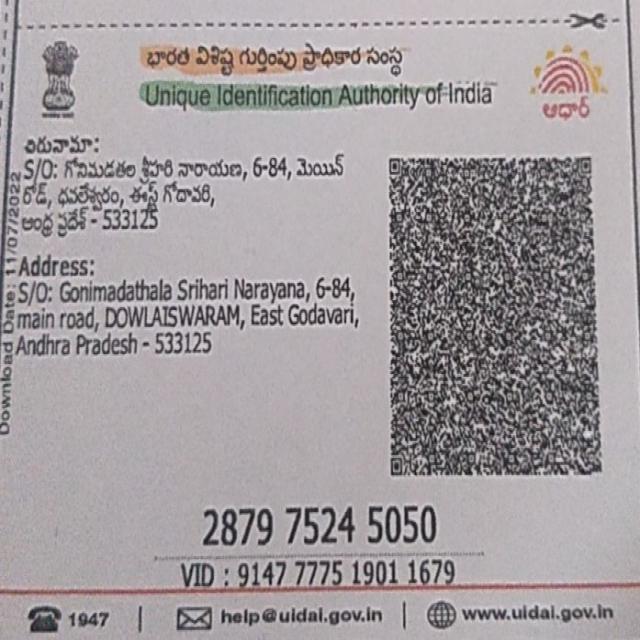 భారత విశిష్ట గుర్తింపు ప్రాధికార సంస్థ
Unique Identification Authority of India
ఆధార్
చిరునామా:
S/O: గోనిమడతల శ్రీహరి నారాయణ, 6-84, మెయిన్
రోడ్, ధవలేశ్వరం, ఈస్ట్ గోదావరి,
ఆంధ్ర ప్రదేశ్ - 533125
Download Date: 11/07/2022
Address:
S/O: Gonimadathala Srihari Narayana, 6-84,
main road, DOWLAISWARAM, East Godavari,
Andhra Pradesh - 533125
2879 7524 5050
VID : 9147 7775 1901 1679
1947 | help@uidai.gov.in | www.uidai.gov.in